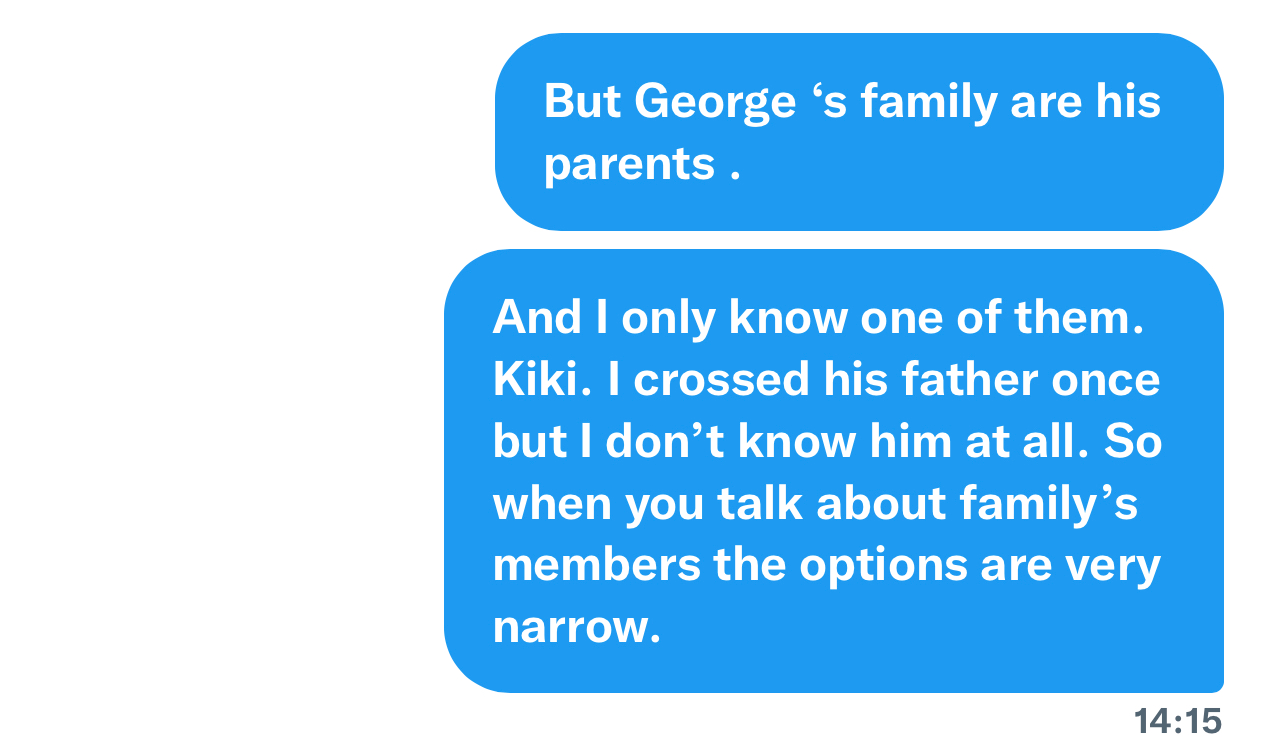 But George ‘s family are his
parents .
And I only know one of them.
Kiki. I crossed his father once
but I don’t know him at all. So
when you talk about family’s
members the options are very
narrow.
14:15